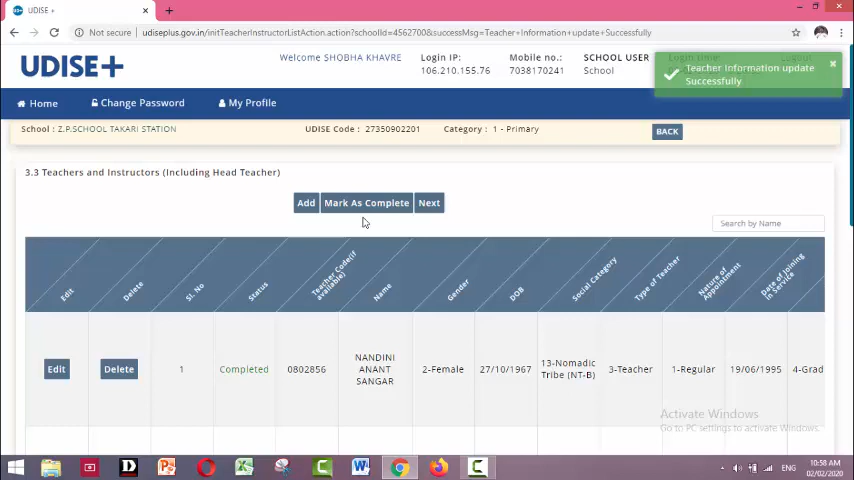 UDISE +
Not secure | udiseplus.gov.in/initTeacherInstructorListAction.action?schoolId=4562700&successMsg=Teacher+Information+update+Successfully
UDISE+
Welcome SHOBHA KHAVRE
Login IP:
106.210.155.76
Mobile no.:
7038170241
SCHOOL USER
School
Login time:
Logout
Teacher Information update
Successfully
Home Change Password My Profile
School : Z.P.SCHOOL TAKARI STATION UDISE Code : 27350902201 Category : 1 - Primary BACK
3.3 Teachers and Instructors (Including Head Teacher)
Add Mark As Complete Next
Search by Name
Edit
Delete
Sl. No
Status
Teacher Code(if
available)
Name
Gender
DOB
Social Category
Type of Teacher
Nature of
Appointment
Date of Joining
in Service
Edit Delete 1 Completed 0802856
NANDINI
ANANT
SANGAR
2-Female 27/10/1967
13-Nomadic
Tribe (NT-B)
3-Teacher 1-Regular 19/06/1995 4-Grad
Activate Windows
Go to PC settings to activate Windows.
ENG
10:58 AM
02/02/2020